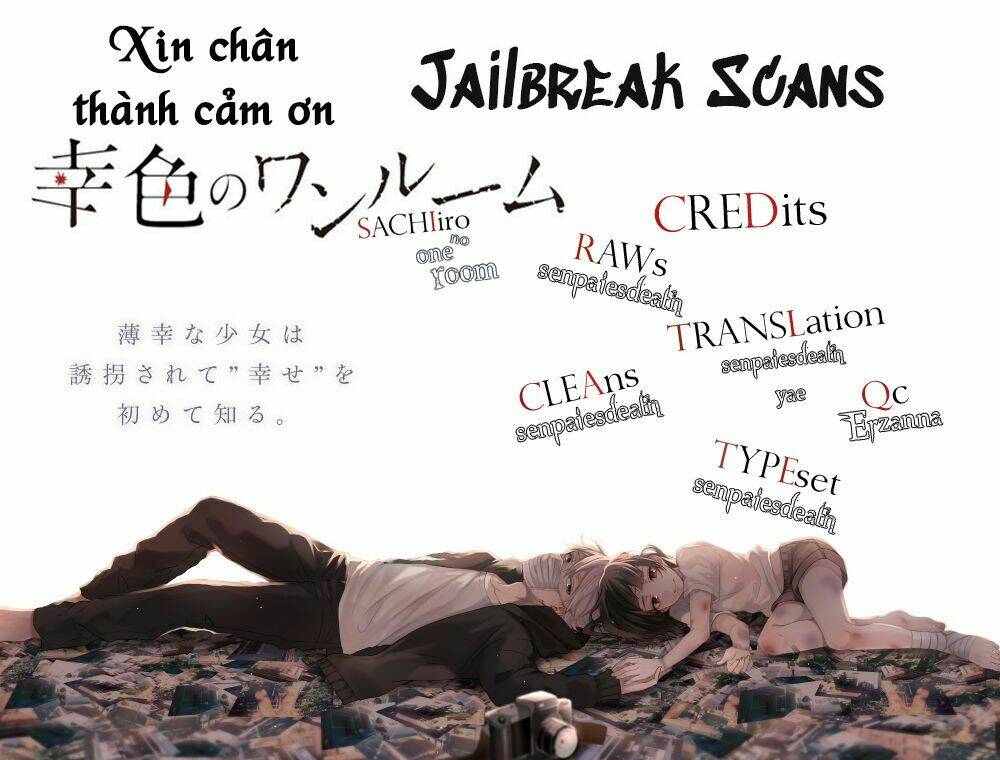 Xin chân
thành cảm ơn
JAILBREAK SCANS
幸色のワンルーム
SACHIiro
no
one
room
CREDits
RAWs
senpaiesdeath
TRANSLation
senpaiesdeath
yae
CLEAns
senpaiesdeath
Qc
Erzanna
TYPEset
senpaiesdeath
薄幸な少女は
誘拐されて”幸せ”を
初めて知る。